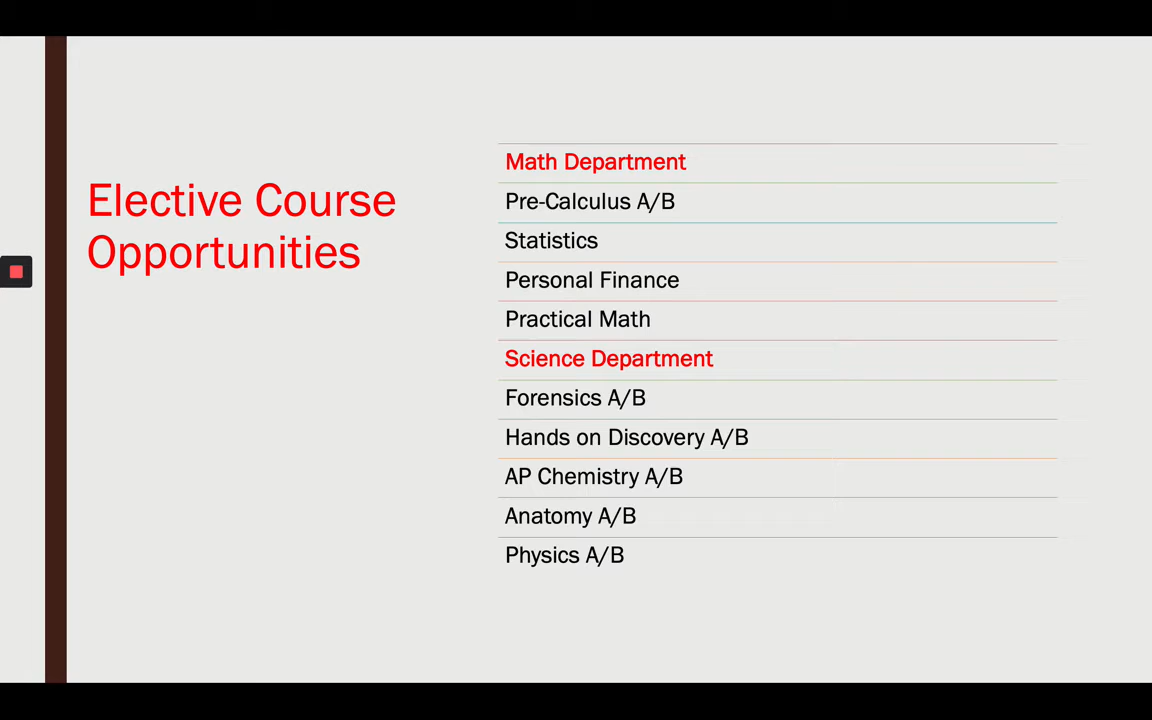 Elective Course
Opportunities
Math Department
Pre-Calculus A/B
Statistics
Personal Finance
Practical Math
Science Department
Forensics A/B
Hands on Discovery A/B
AP Chemistry A/B
Anatomy A/B
Physics A/B